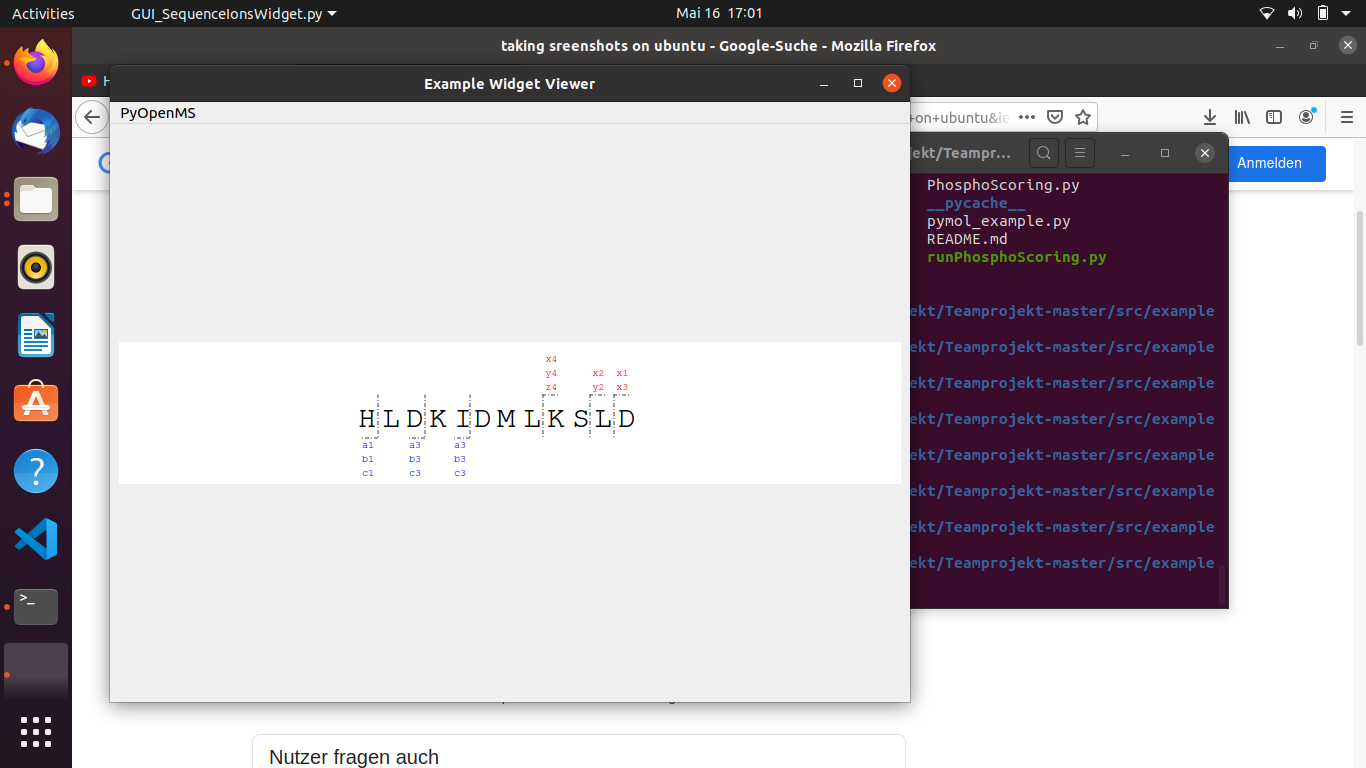 Activities
GUI_SequenceIonsWidget.py
Mai 16 17:01
taking sreenshots on ubuntu - Google-Suche - Mozilla Firefox
H
Example Widget Viewer
PyOpenMS
+on+ubuntu&ie
jekt/Teampr...
Anmelden
PhosphoScoring.py
__pycache__
pymol_example.py
README.md
runPhosphoScoring.py
ekt/Teamprojekt-master/src/example
ekt/Teamprojekt-master/src/example
ekt/Teamprojekt-master/src/example
ekt/Teamprojekt-master/src/example
ekt/Teamprojekt-master/src/example
ekt/Teamprojekt-master/src/example
ekt/Teamprojekt-master/src/example
ekt/Teamprojekt-master/src/example
x4
y4 x2 x1
z4 y2 x3
HLDKIDMLKSLD
a1 a3 a3
b1 b3 b3
c1 c3 c3
Nutzer fragen auch